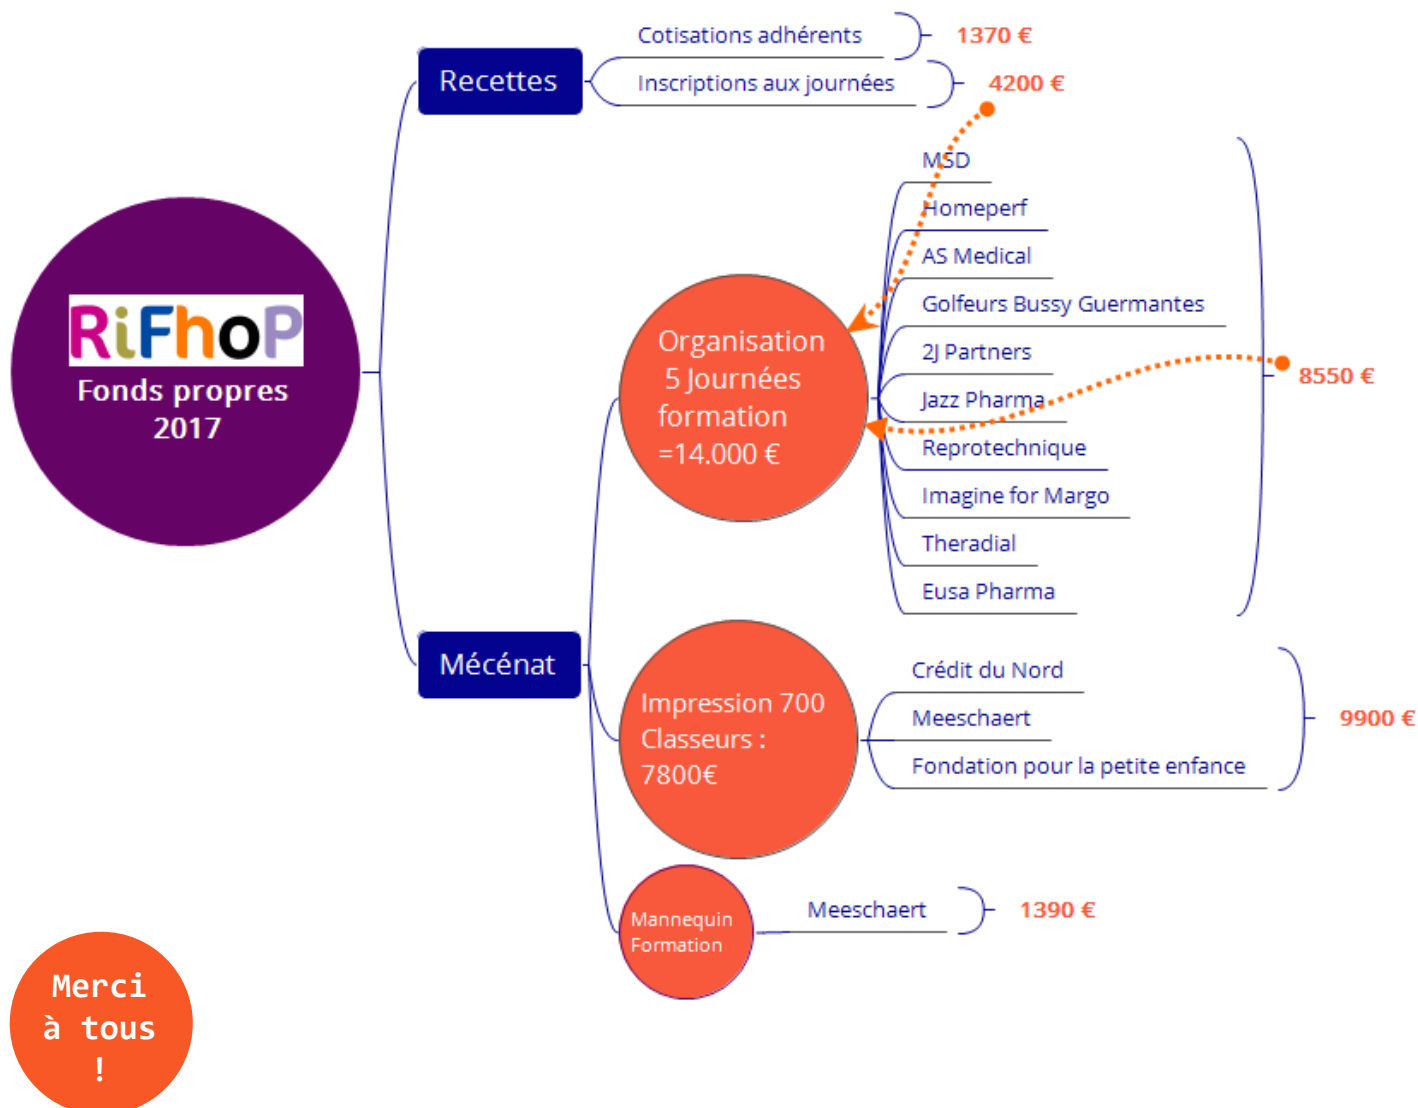 RiFhoP
Fonds propres
2017
Recettes
Cotisations adhérents
1370 €
Inscriptions aux journées
4200 €
Mécénat
Organisation
5 Journées
formation
=14.000 €
MSD
Homeperf
AS Medical
Golfeurs Bussy Guermantes
2J Partners
Jazz Pharma
Reprotechnique
Imagine for Margo
Theradial
Eusa Pharma
8550 €
Impression 700
Classeurs :
7800€
Crédit du Nord
Meeschaert
Fondation pour la petite enfance
9900 €
Mannequin
Formation
Meeschaert
1390 €
Merci
à tous
!